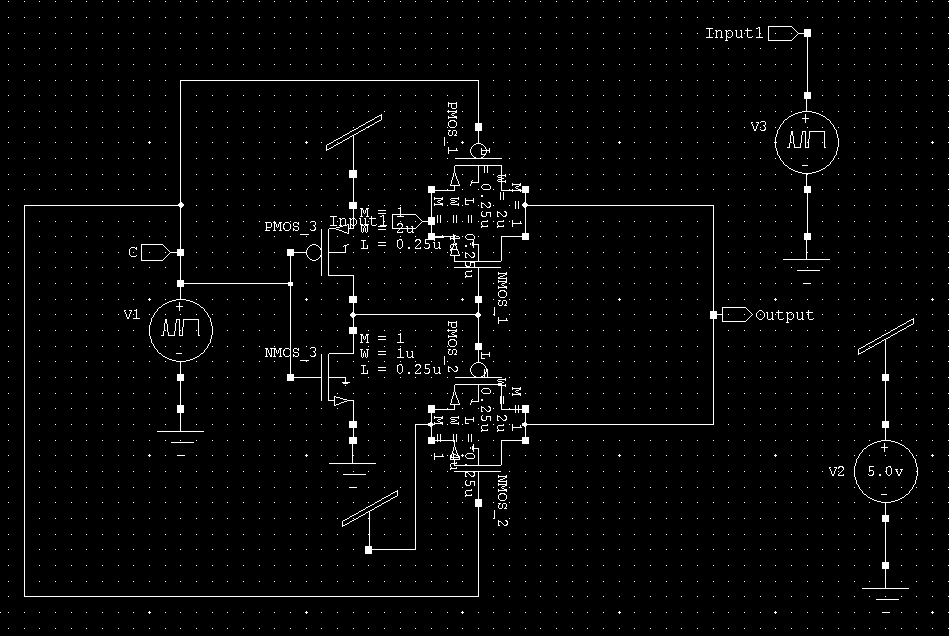 Input1
V3
PMOS_1
M = 1
W = 2u
L = 0.25u
PMOS_3
M = 1
W = 2u
L = 0.25u
Input1
C
NMOS_1
V1
Output
NMOS_3
M = 1
W = 1u
L = 0.25u
PMOS_2
M = 1
W = 2u
L = 0.25u
V2
5.0v
NMOS_2